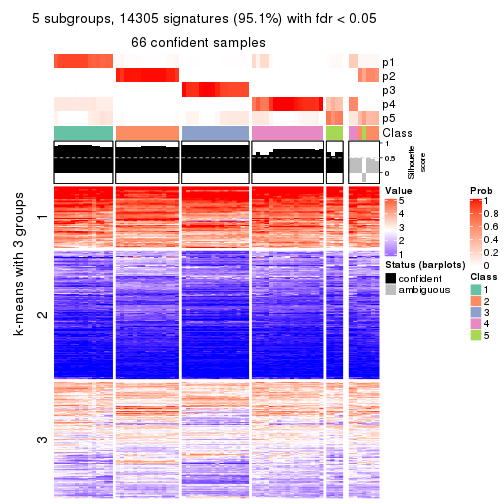 5 subgroups, 14305 signatures (95.1%) with fdr < 0.05
66 confident samples
p1
p2
p3
p4
p5
Class
1
0.5
0
Silhouette
score
k-means with 3 groups
1
2
3
Value
5
4
3
2
1
Status (barplots)
confident
ambiguous
Prob
1
0.8
0.6
0.4
0.2
0
Class
1
2
3
4
5